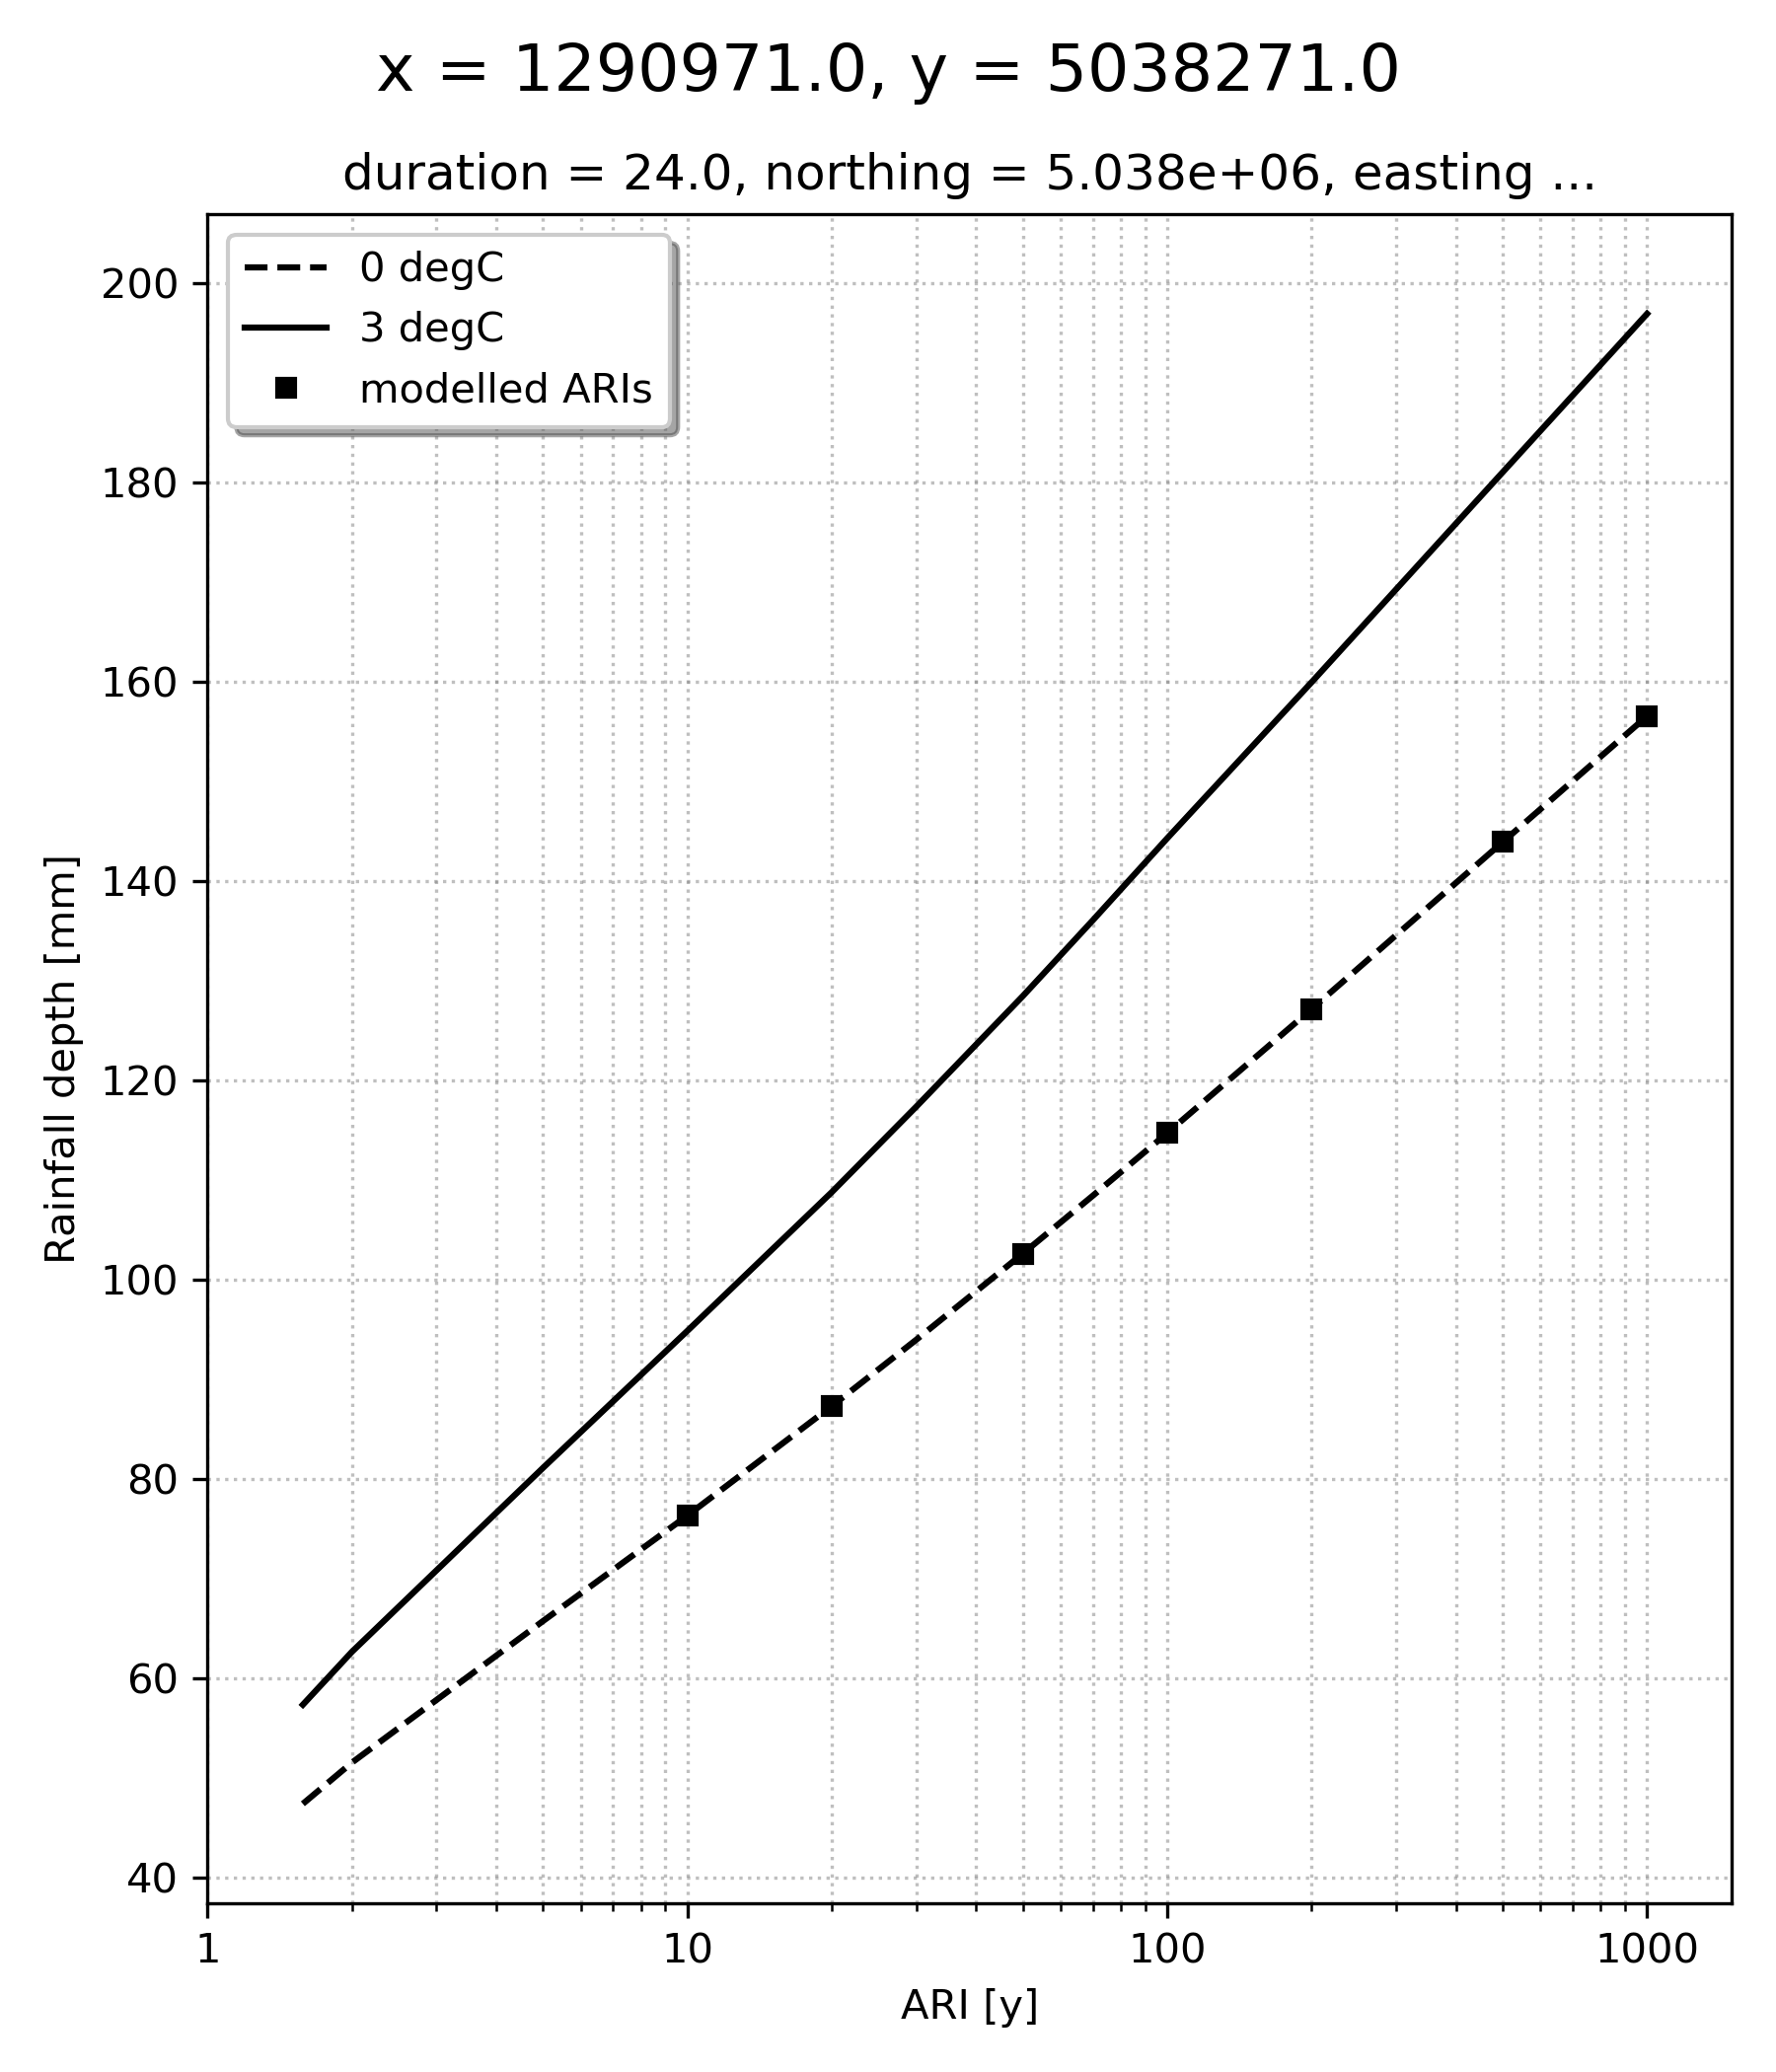 x = 1290971.0, y = 5038271.0
duration = 24.0, northing = 5.038e+06, easting ...
0 degC
3 degC
modelled ARIs
200
180
160
140
120
100
80
60
40
Rainfall depth [mm]
1 10 100 1000
ARI [y]